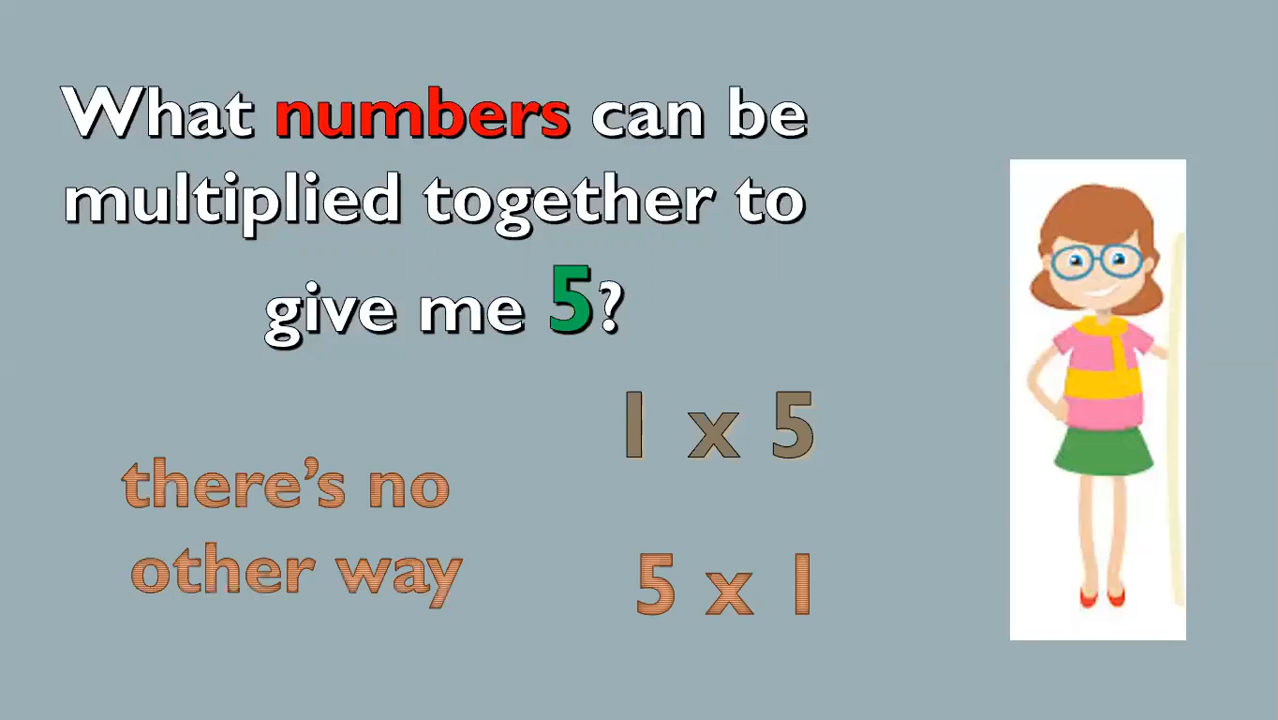 What numbers can be
multiplied together to
give me 5?
1 x 5
there's no
other way
5 x 1